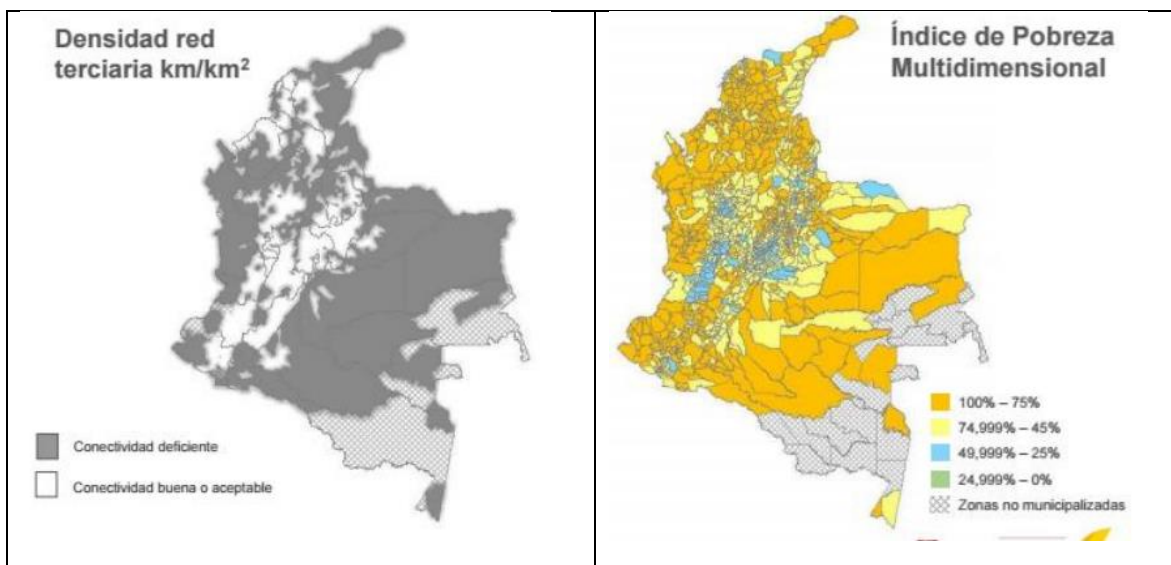 Densidad red
terciaria km/km²
Conectividad deficiente
Conectividad buena o aceptable
Índice de Pobreza
Multidimensional
100% – 75%
74,999% – 45%
49,999% – 25%
24,999% – 0%
Zonas no municipalizadas